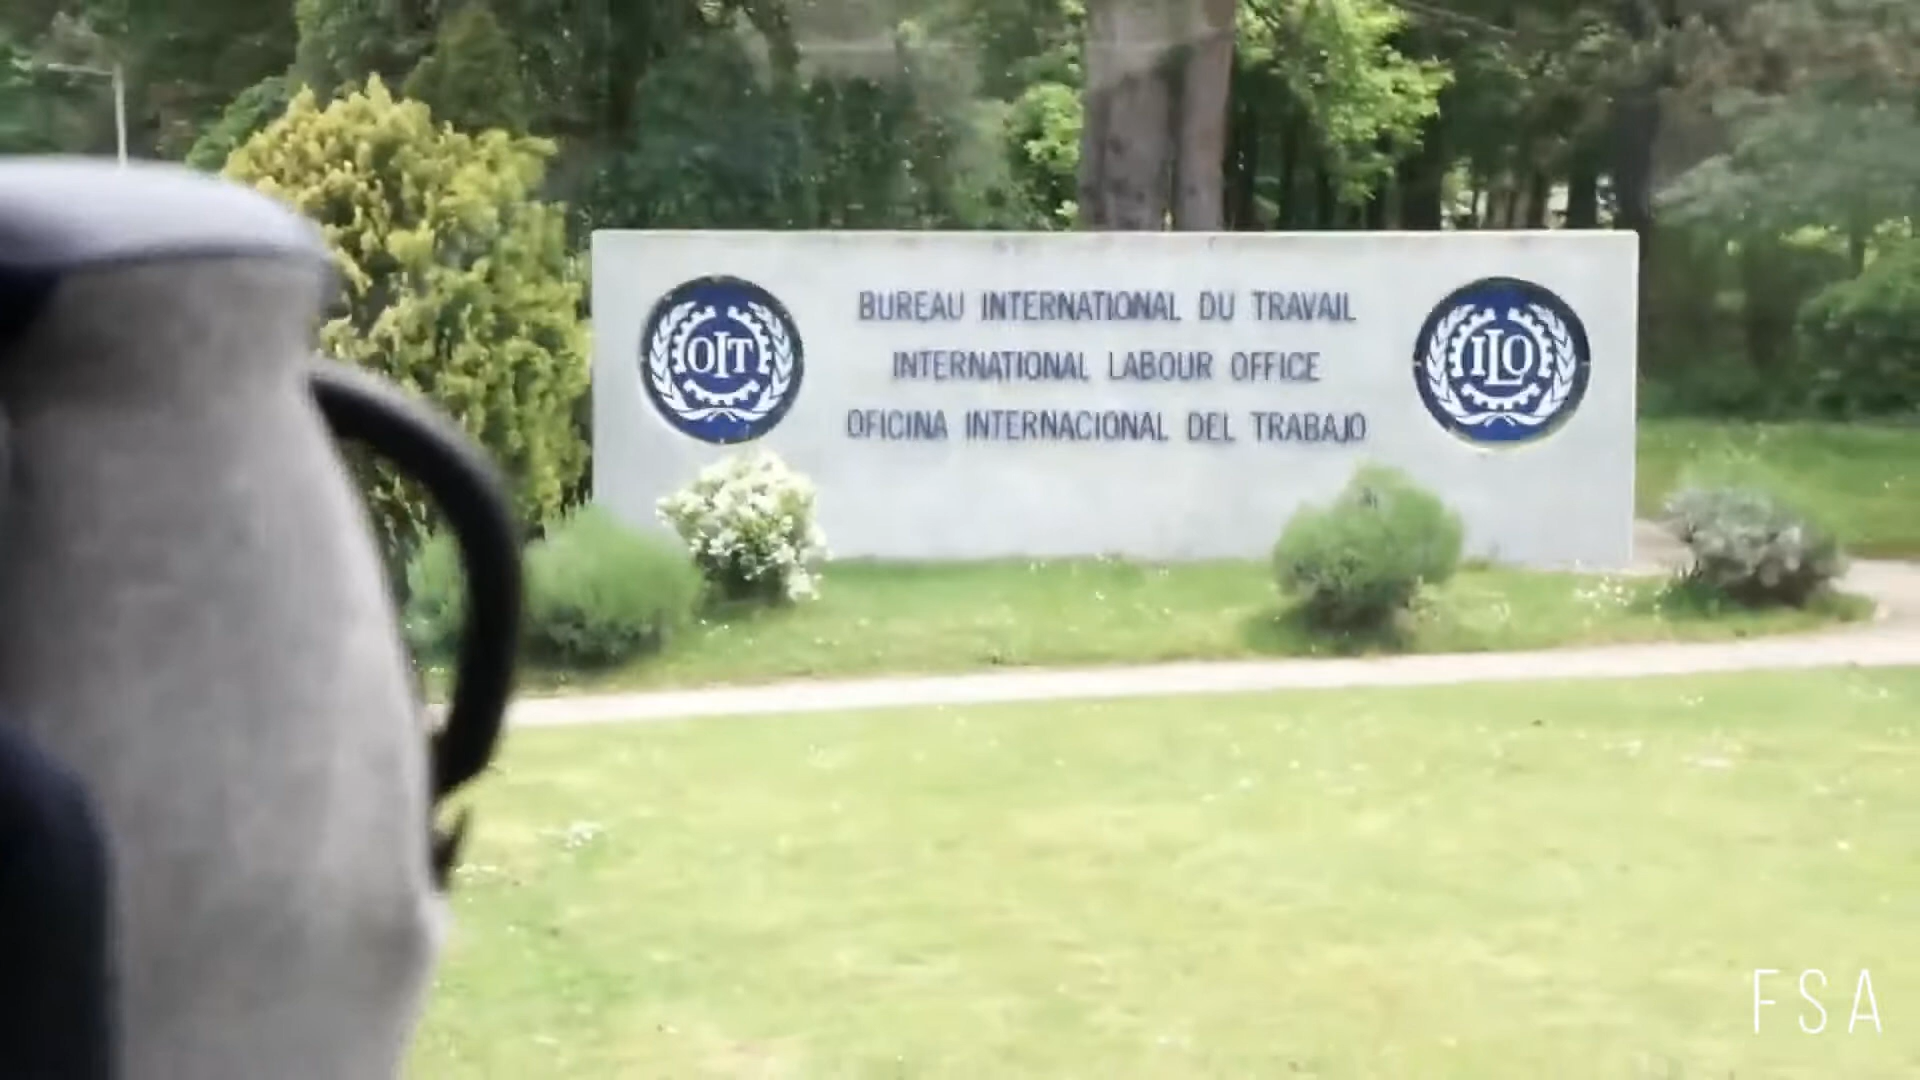 OIT
BUREAU INTERNATIONAL DU TRAVAIL
INTERNATIONAL LABOUR OFFICE
OFICINA INTERNACIONAL DEL TRABAJO
ILO
FSA